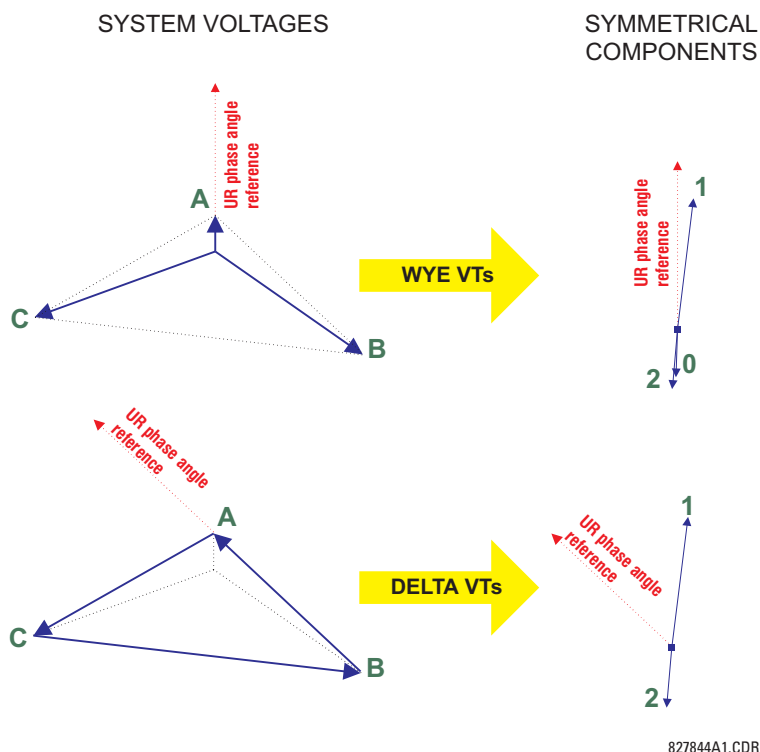 SYSTEM VOLTAGES
SYMMETRICAL
COMPONENTS
UR phase angle
reference
A
C
B
WYE VTs
UR phase angle
reference
1
2
0
UR phase angle
reference
A
C
B
DELTA VTs
UR phase angle
reference
1
2
827844A1.CDR